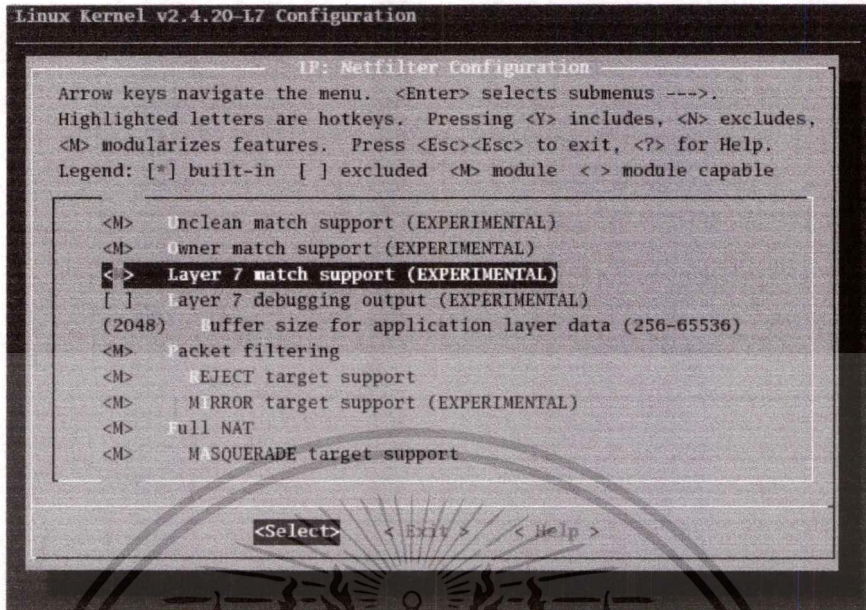 Linux Kernel v2.4.20-L7 Configuration
IP: Netfilter Configuration
Arrow keys navigate the menu. <Enter> selects submenus --->.
Highlighted letters are hotkeys. Pressing <Y> includes, <N> excludes,
<M> modularizes features. Press <Esc><Esc> to exit, <?> for Help.
Legend: [*] built-in [ ] excluded <M> module < > module capable
<M> Unclean match support (EXPERIMENTAL)
<M> Owner match support (EXPERIMENTAL)
< > Layer 7 match support (EXPERIMENTAL)
[ ] Layer 7 debugging output (EXPERIMENTAL)
(2048) Buffer size for application layer data (256-65536)
<M> Packet filtering
<M> REJECT target support
<M> MIRROR target support (EXPERIMENTAL)
<M> Full NAT
<M> MASQUERADE target support
<Select> < Exit > < Help >